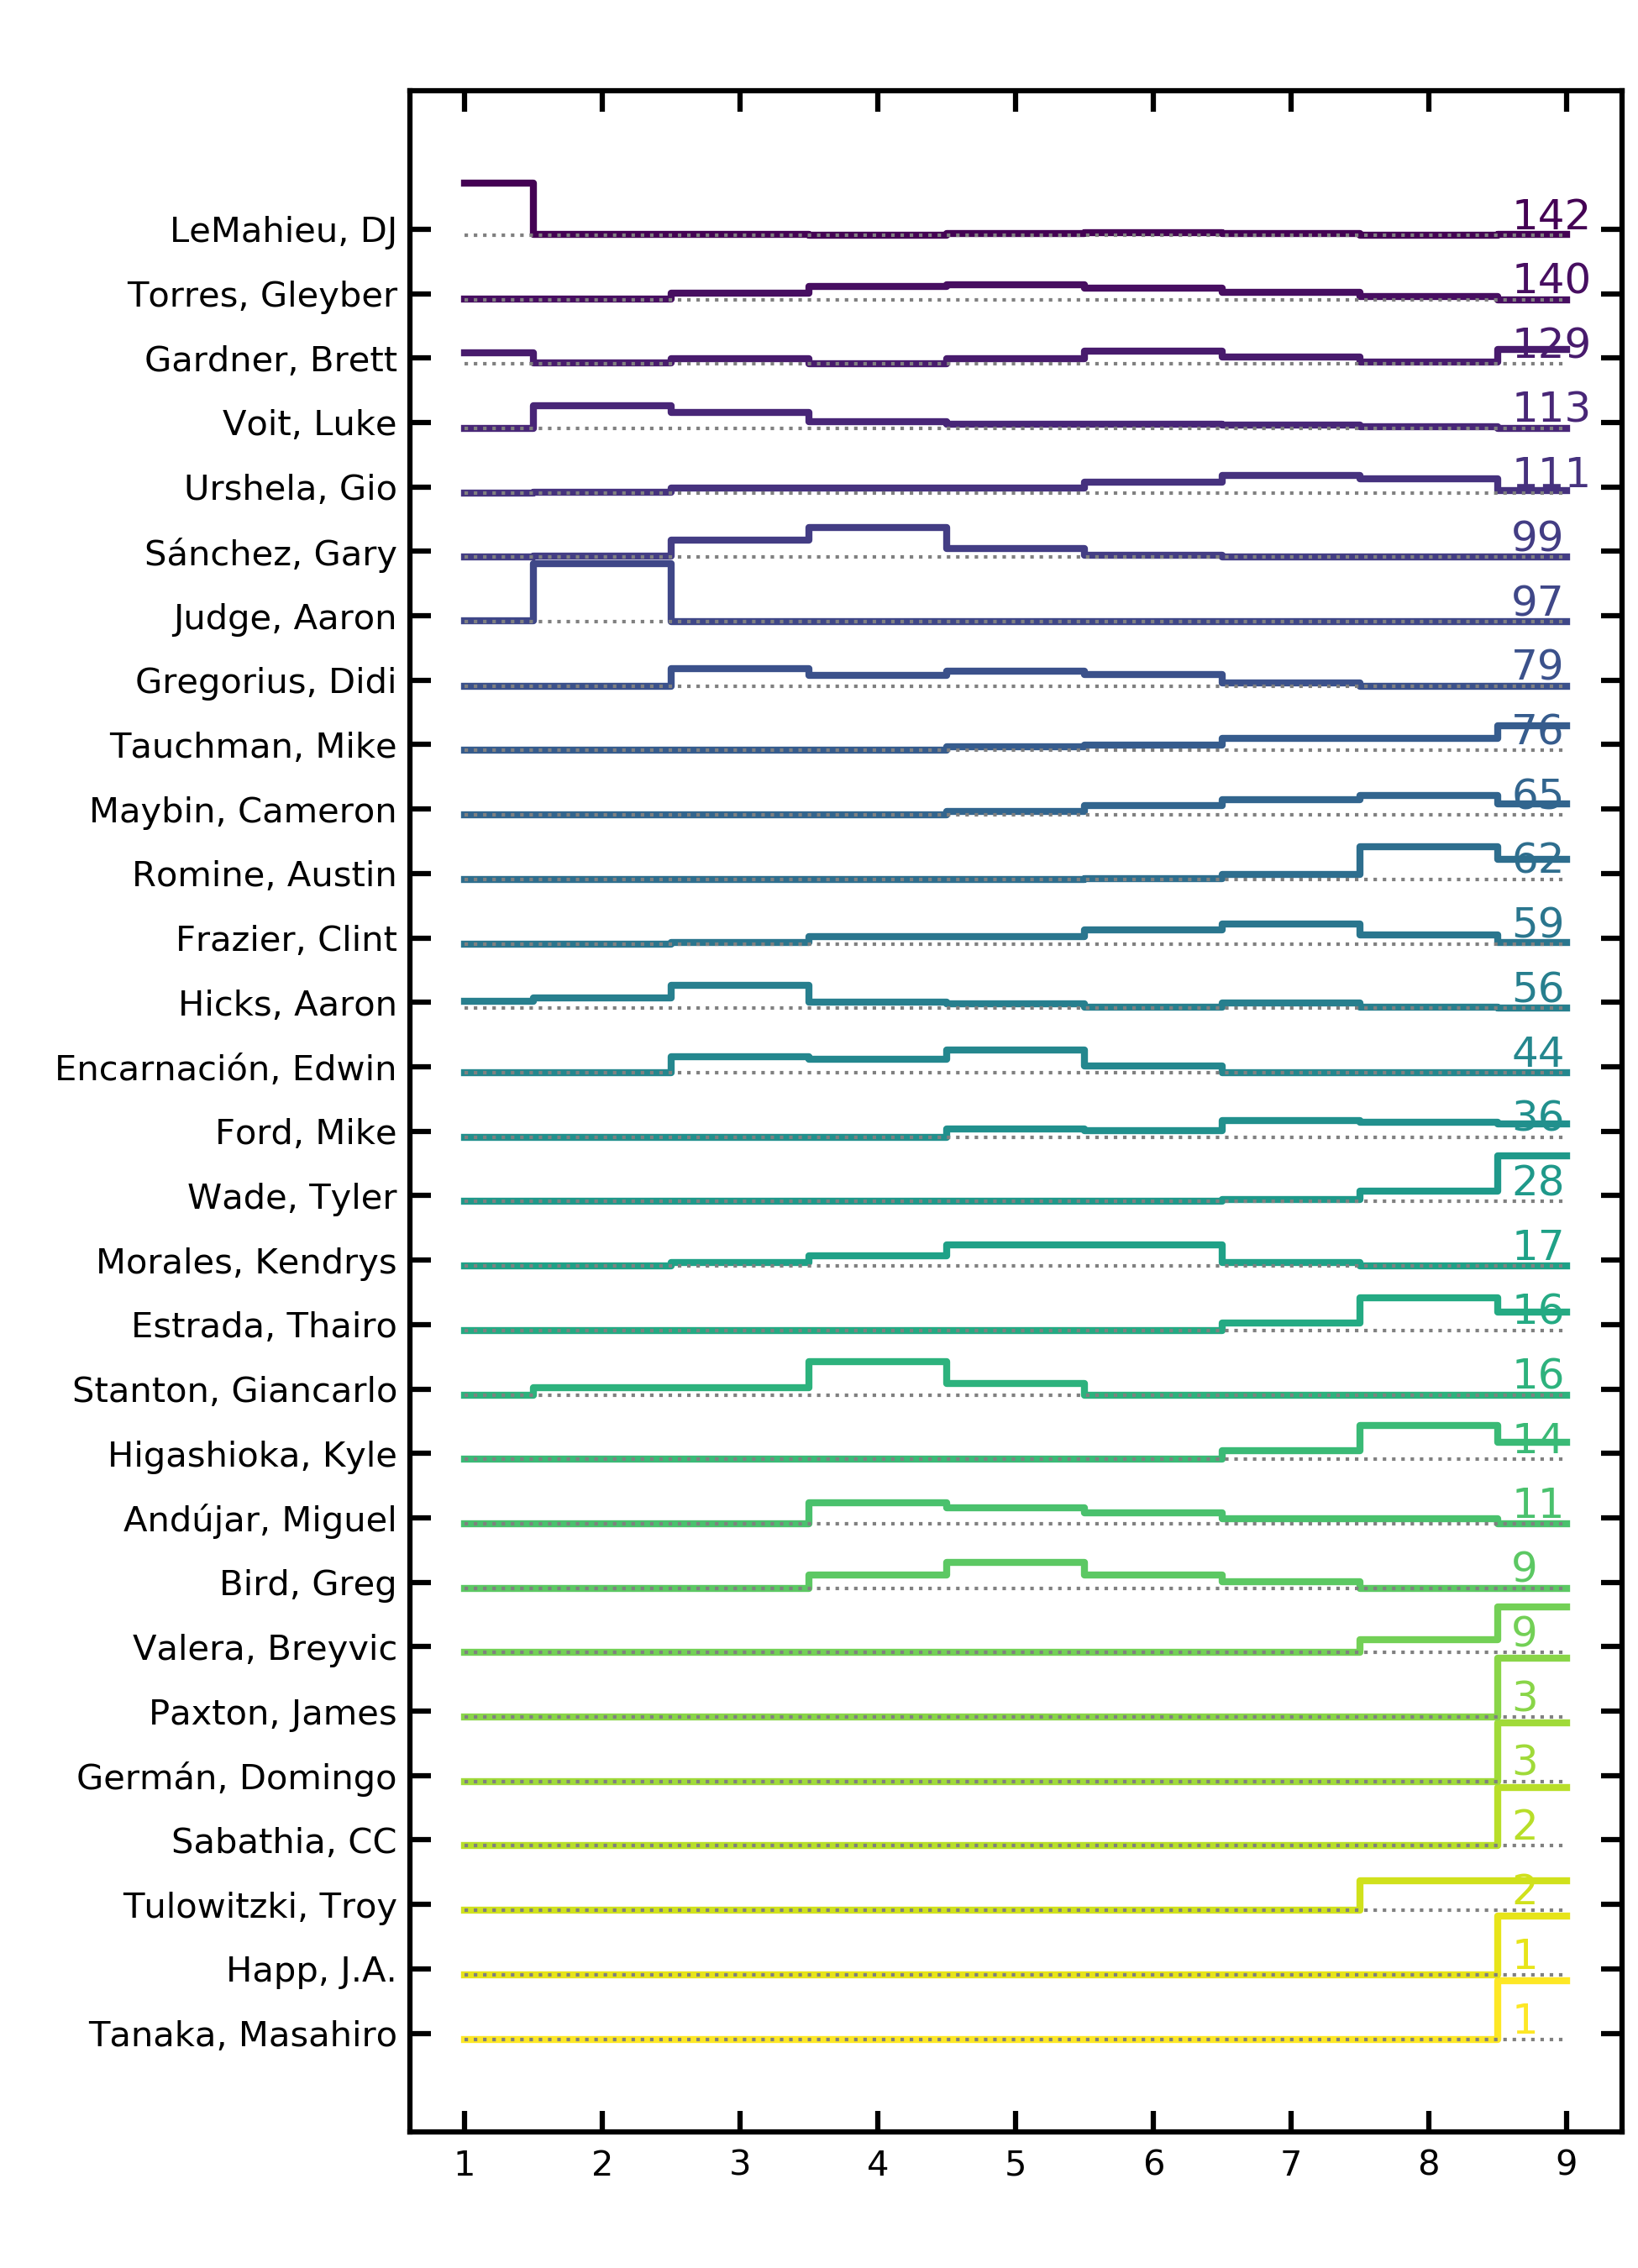 LeMahieu, DJ 142
Torres, Gleyber 140
Gardner, Brett 129
Voit, Luke 113
Urshela, Gio 111
Sánchez, Gary 99
Judge, Aaron 97
Gregorius, Didi 79
Tauchman, Mike 76
Maybin, Cameron 65
Romine, Austin 62
Frazier, Clint 59
Hicks, Aaron 56
Encarnación, Edwin 44
Ford, Mike 36
Wade, Tyler 28
Morales, Kendrys 17
Estrada, Thairo 16
Stanton, Giancarlo 16
Higashioka, Kyle 14
Andújar, Miguel 11
Bird, Greg 9
Valera, Breyvic 9
Paxton, James 3
Germán, Domingo 3
Sabathia, CC 2
Tulowitzki, Troy 2
Happ, J.A. 1
Tanaka, Masahiro 1
1 2 3 4 5 6 7 8 9